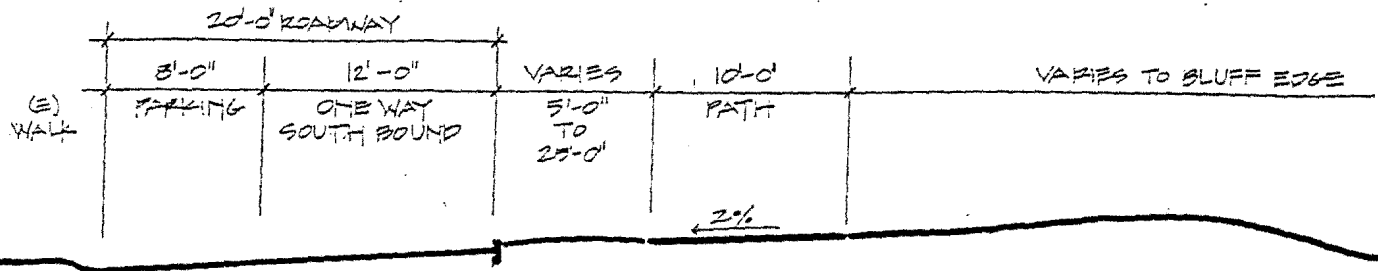 20'-0" ROADWAY
8'-0"
12'-0"
VARIES
10'-0"
VARIES TO BLUFF EDGE
(E)
WALK
PARKING
ONE WAY
SOUTH BOUND
5'-0"
TO
25'-0"
PATH
2%